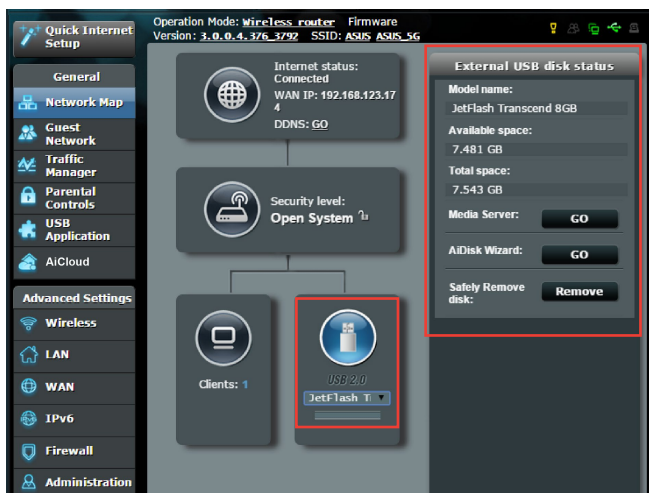 Quick Internet
Setup
Operation Mode: Wireless router Firmware
Version: 3.0.0.4.376_3792 SSID: ASUS ASUS_5G
General
Network Map
Guest
Network
Traffic
Manager
Parental
Controls
USB
Application
AiCloud
Advanced Settings
Wireless
LAN
WAN
IPv6
Firewall
Administration
Internet status:
Connected
WAN IP: 192.168.123.17
4
DDNS: GO
Security level:
Open System
Clients: 1
USB 2.0
JetFlash T
External USB disk status
Model name:
JetFlash Transcend 8GB
Available space:
7.481 GB
Total space:
7.543 GB
Media Server: GO
AiDisk Wizard: GO
Safely Remove
disk: Remove